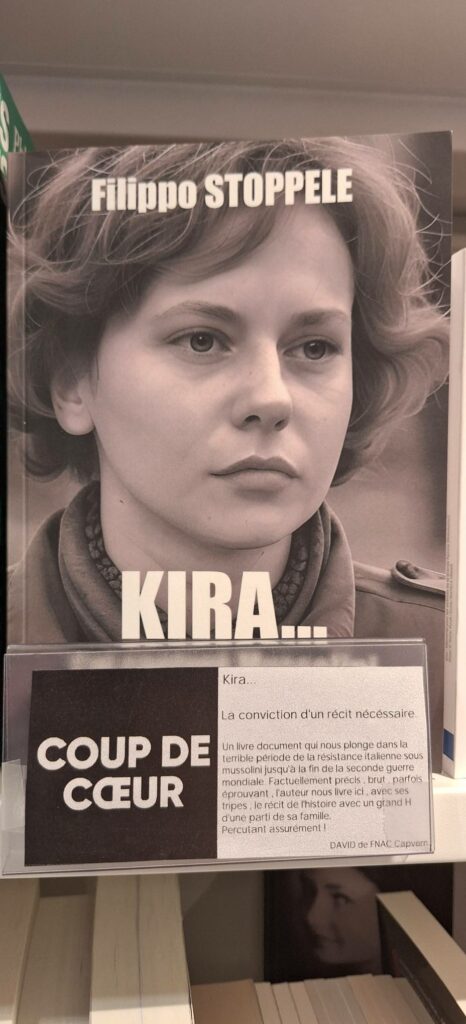 Filippo STOPPELE
KIRA...
COUP DE
CŒUR
Kira...
La conviction d'un récit nécéssaire.
Un livre document qui nous plonge dans la
terrible période de la résistance italienne sous
mussolini jusqu'à la fin de la seconde guerre
mondiale. Factuellement précis , brut , parfois
éprouvant , l'auteur nous livre ici , avec ses
tripes , le récit de l'histoire avec un grand H
d'une parti de sa famille.
Percutant assurément !
DAVID de FNAC Capvern